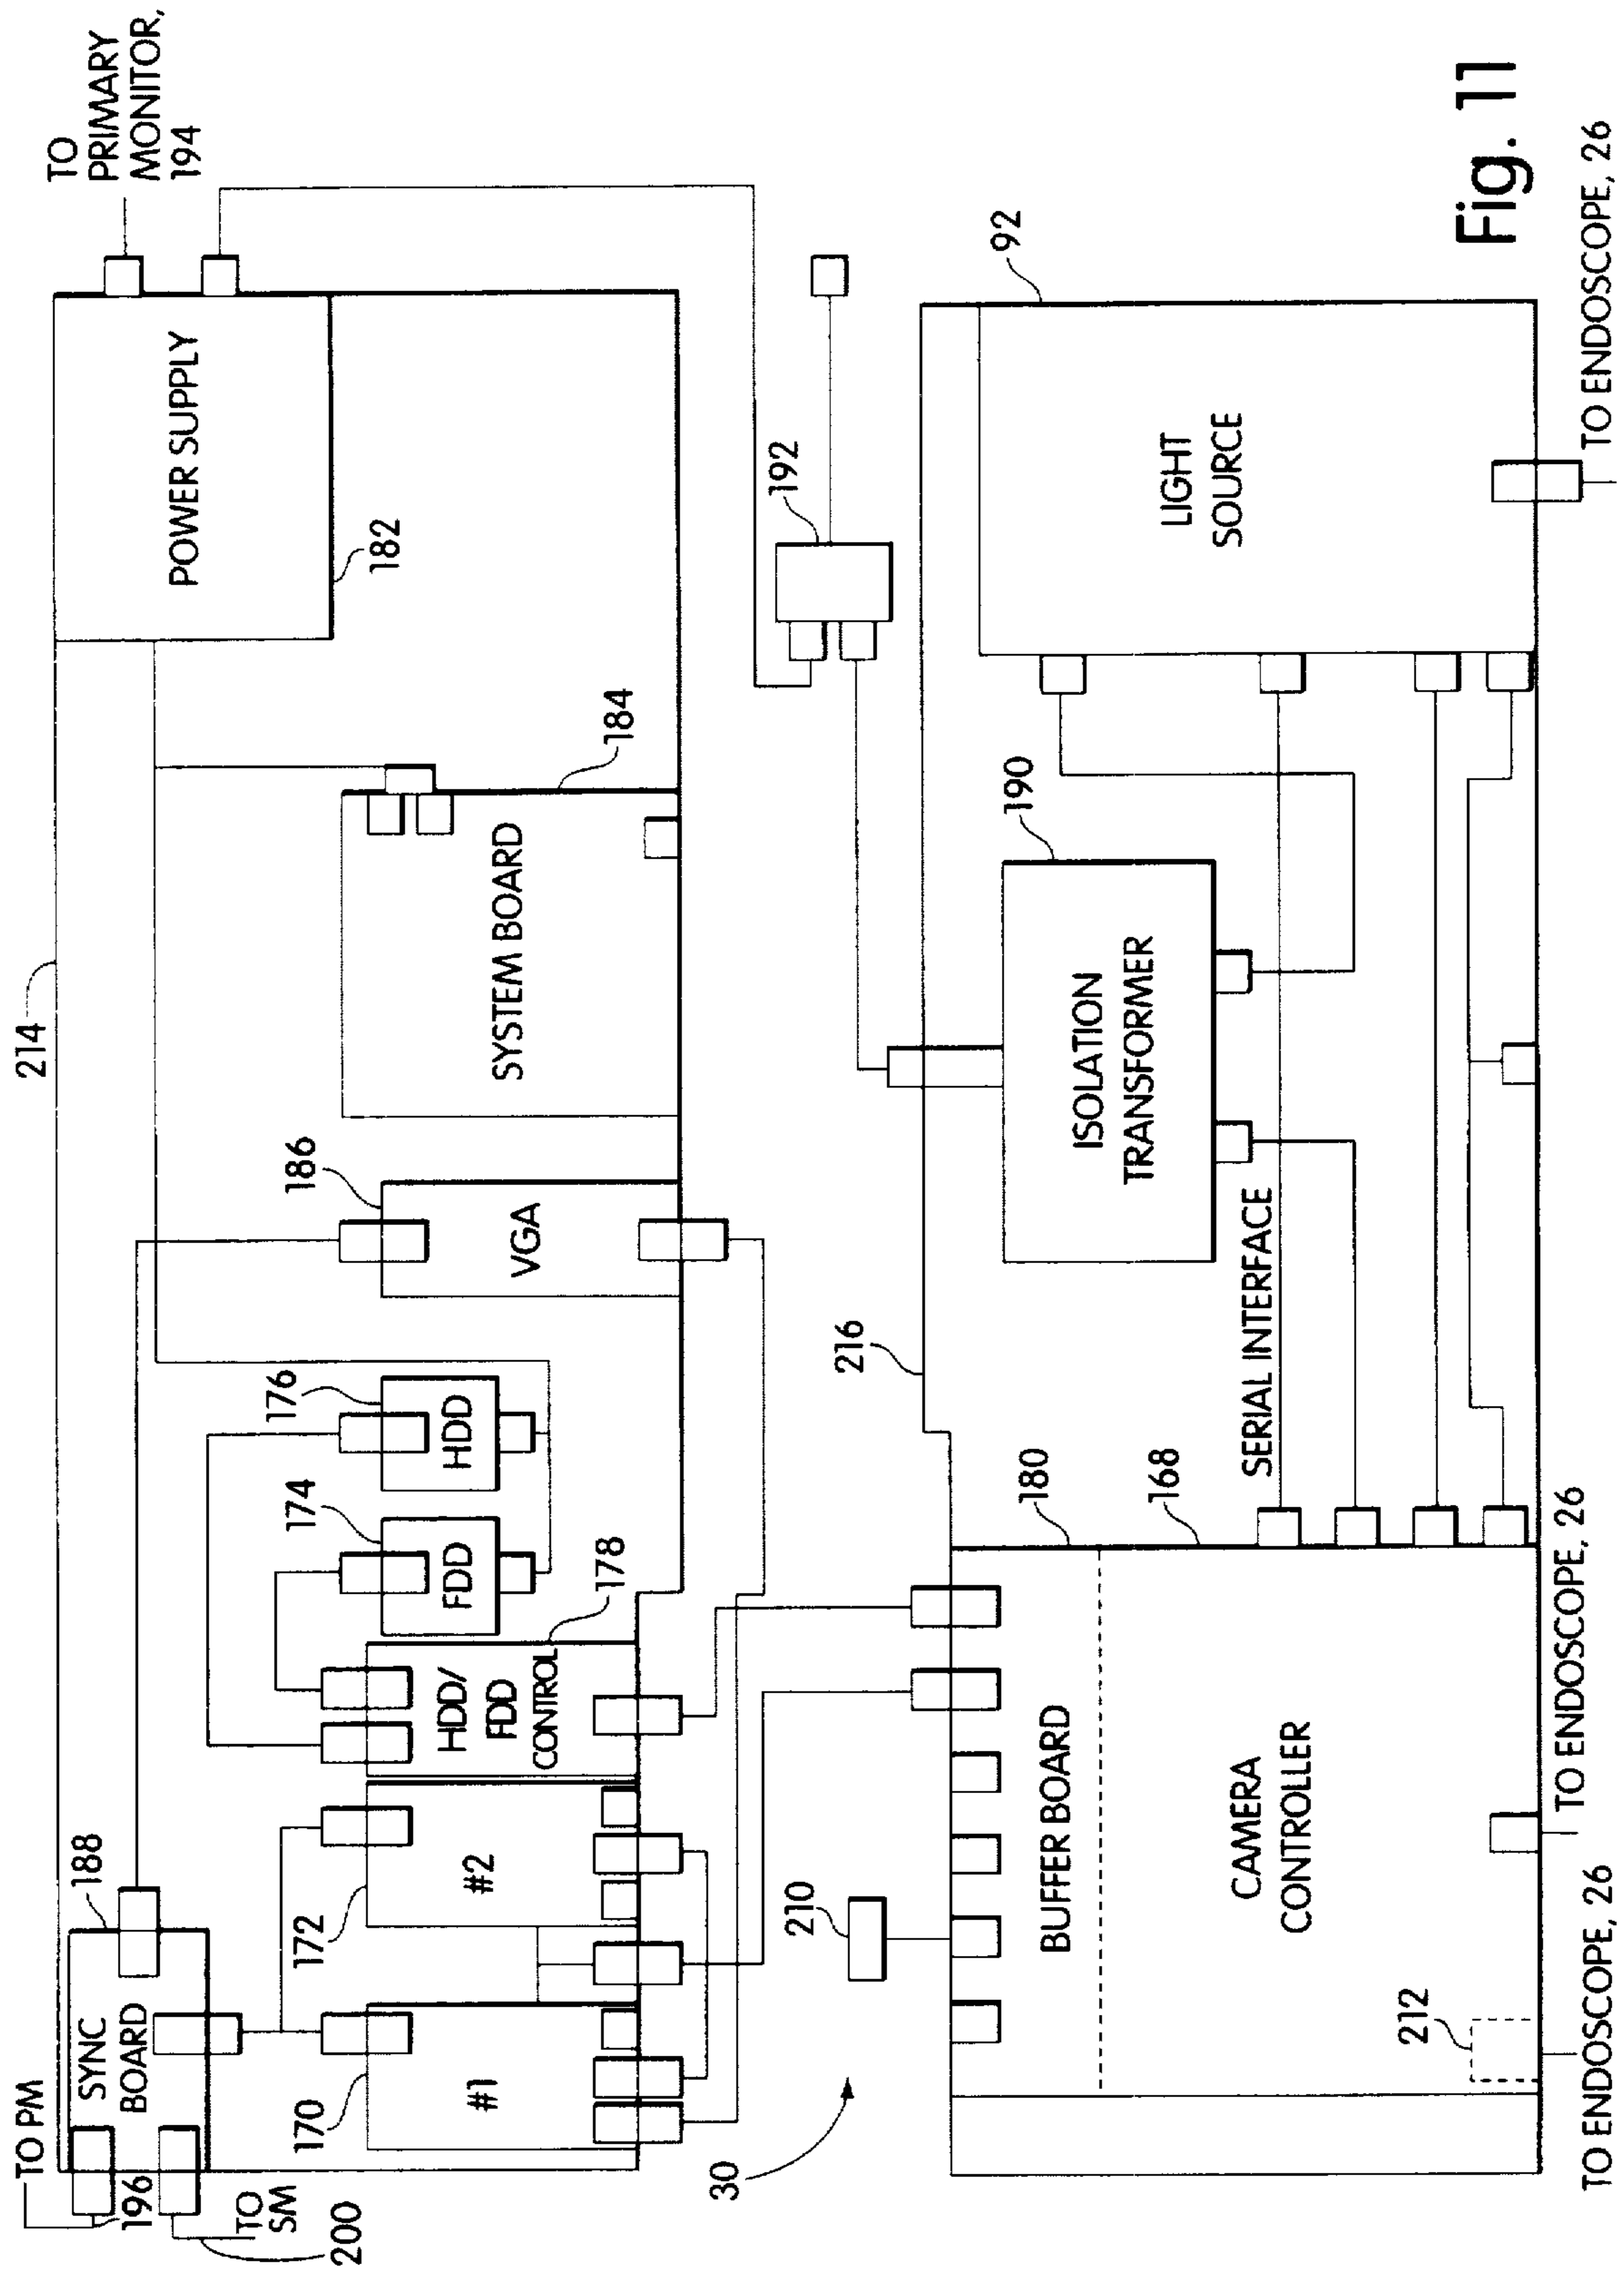 TO
PRIMARY
MONITOR,
194
214
POWER SUPPLY
182
184
SYSTEM BOARD
186
VGA
176
HDD
174
FDD
178
HDD/
FDD
CONTROL
188
SYNC
BOARD
172
#2
170
#1
TO PM
196
TO
SM
200
192
30
210
216
92
LIGHT
SOURCE
190
ISOLATION
TRANSFORMER
SERIAL INTERFACE
180
168
BUFFER BOARD
CAMERA
CONTROLLER
212
TO ENDOSCOPE, 26
TO ENDOSCOPE, 26
TO ENDOSCOPE, 26
Fig. 11